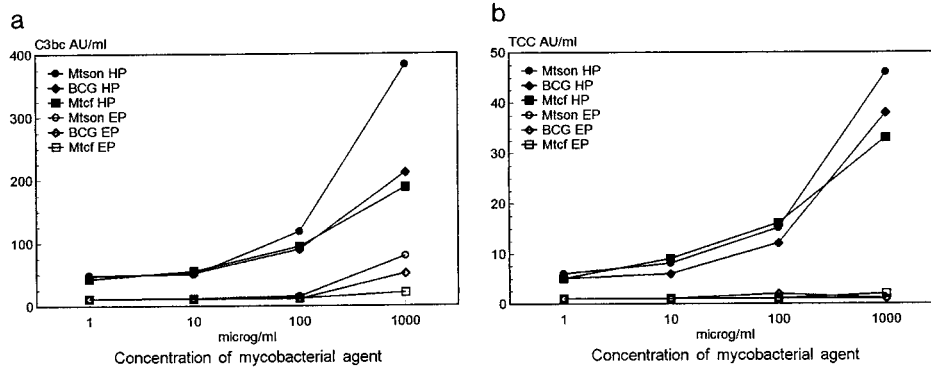 a
C3bc AU/ml
400
300
200
100
0
Mtson HP
BCG HP
Mtcf HP
Mtson EP
BCG EP
Mtcf EP
1 10 100 1000
microg/ml
Concentration of mycobacterial agent
b
TCC AU/ml
50
40
30
20
10
0
Mtson HP
BCG HP
Mtcf HP
Mtson EP
BCG EP
Mtcf EP
1 10 100 1000
microg/ml
Concentration of mycobacterial agent